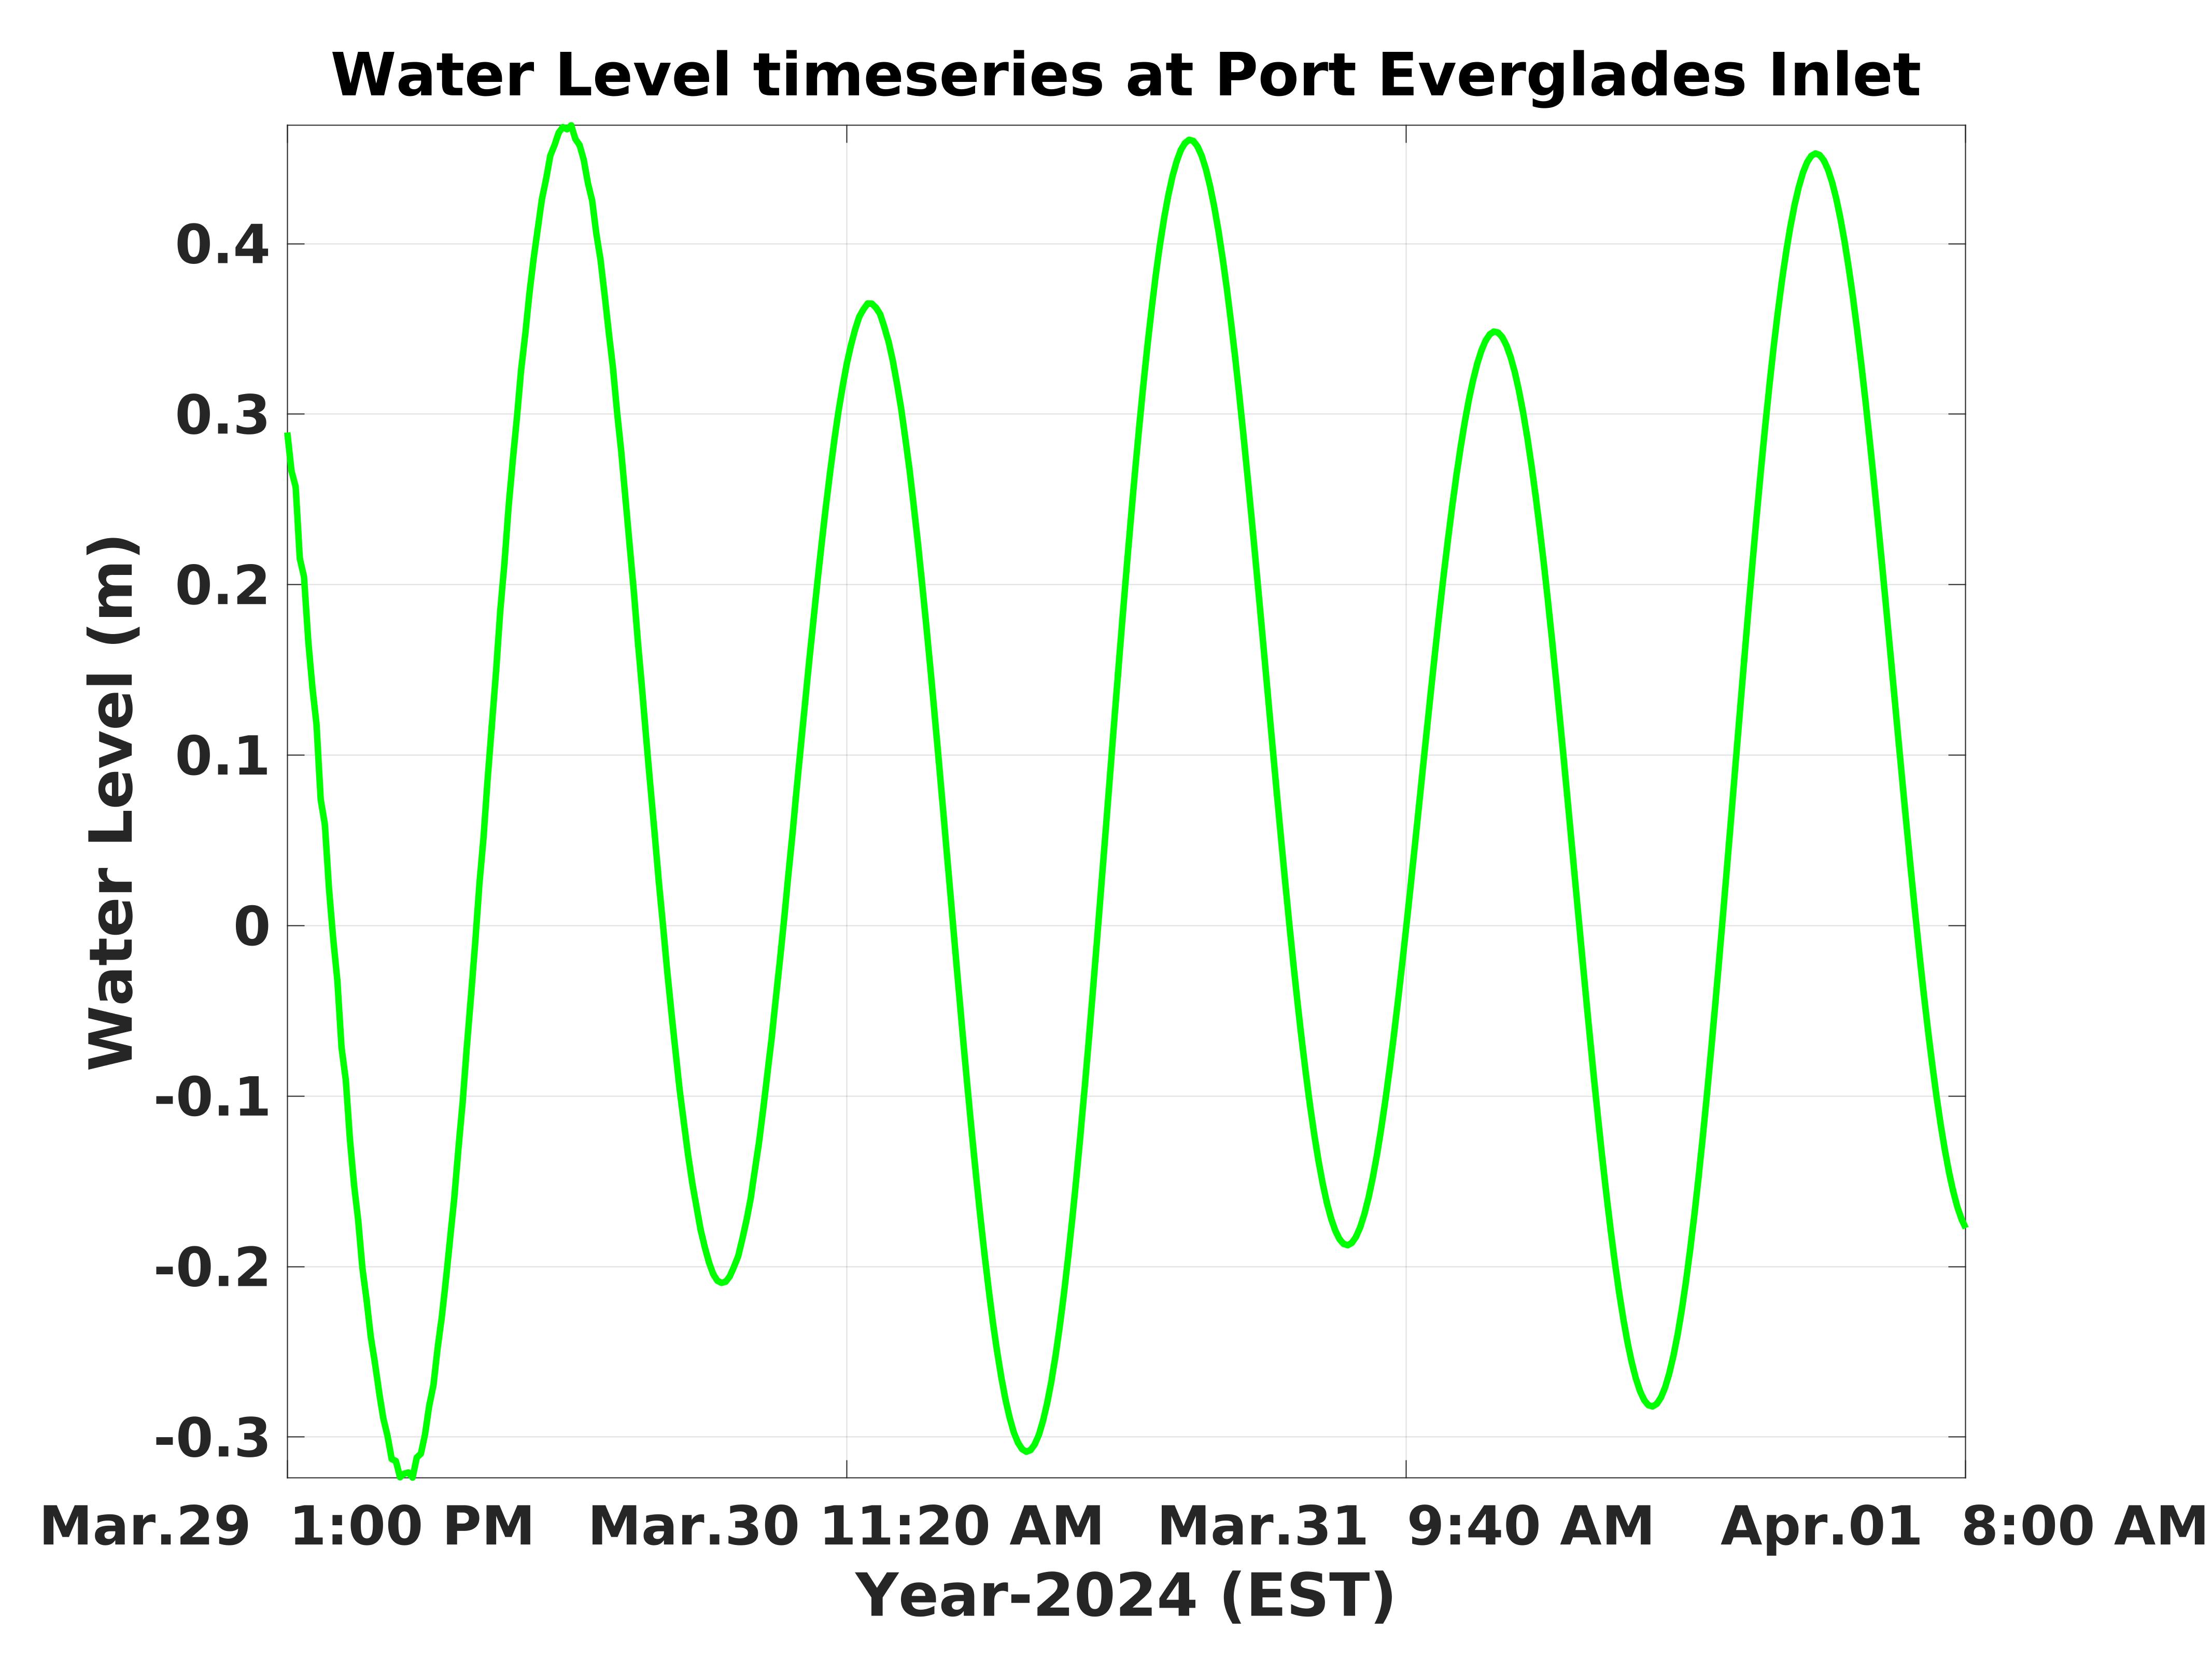 Water Level timeseries at Port Everglades Inlet
Water Level (m)
0.4
0.3
0.2
0.1
0
-0.1
-0.2
-0.3
Mar.29 1:00 PM
Mar.30 11:20 AM
Mar.31 9:40 AM
Apr.01 8:00 AM
Year-2024 (EST)